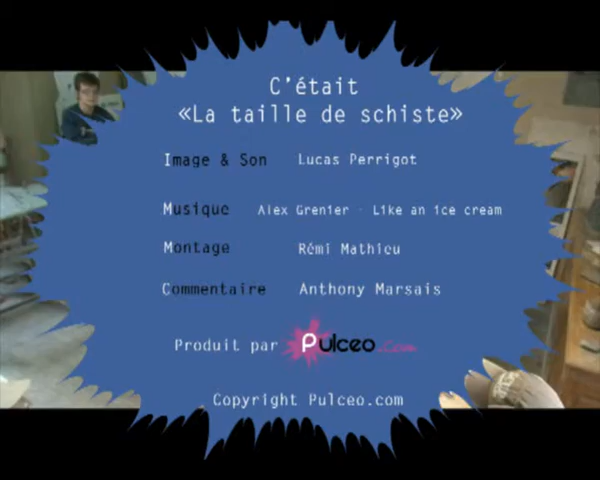 C'était
«La taille de schiste»
Image & Son Lucas Perrigot
Musique Alex Grenier - Like an ice cream
Montage Rémi Mathieu
Commentaire Anthony Marsais
Produit par Pulceo.com
Copyright Pulceo.com